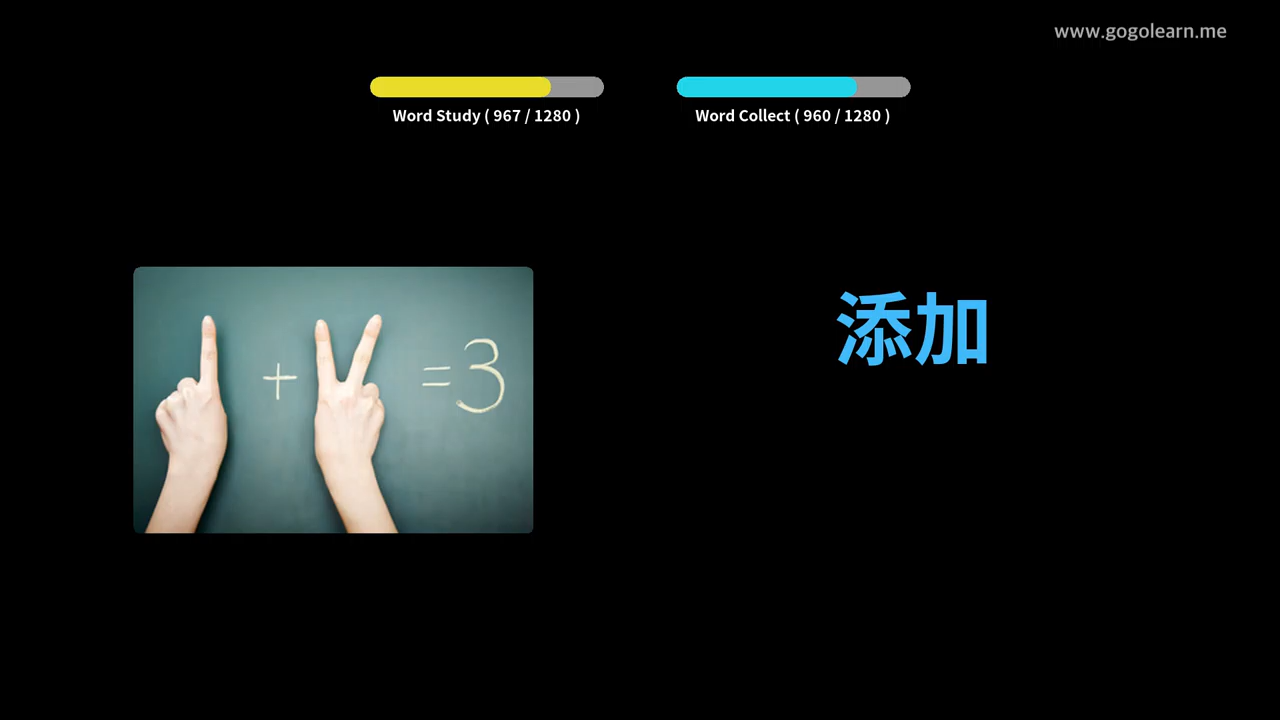 www.gogolearn.me
Word Study ( 967 / 1280 )
Word Collect ( 960 / 1280 )
添加
+ = 3